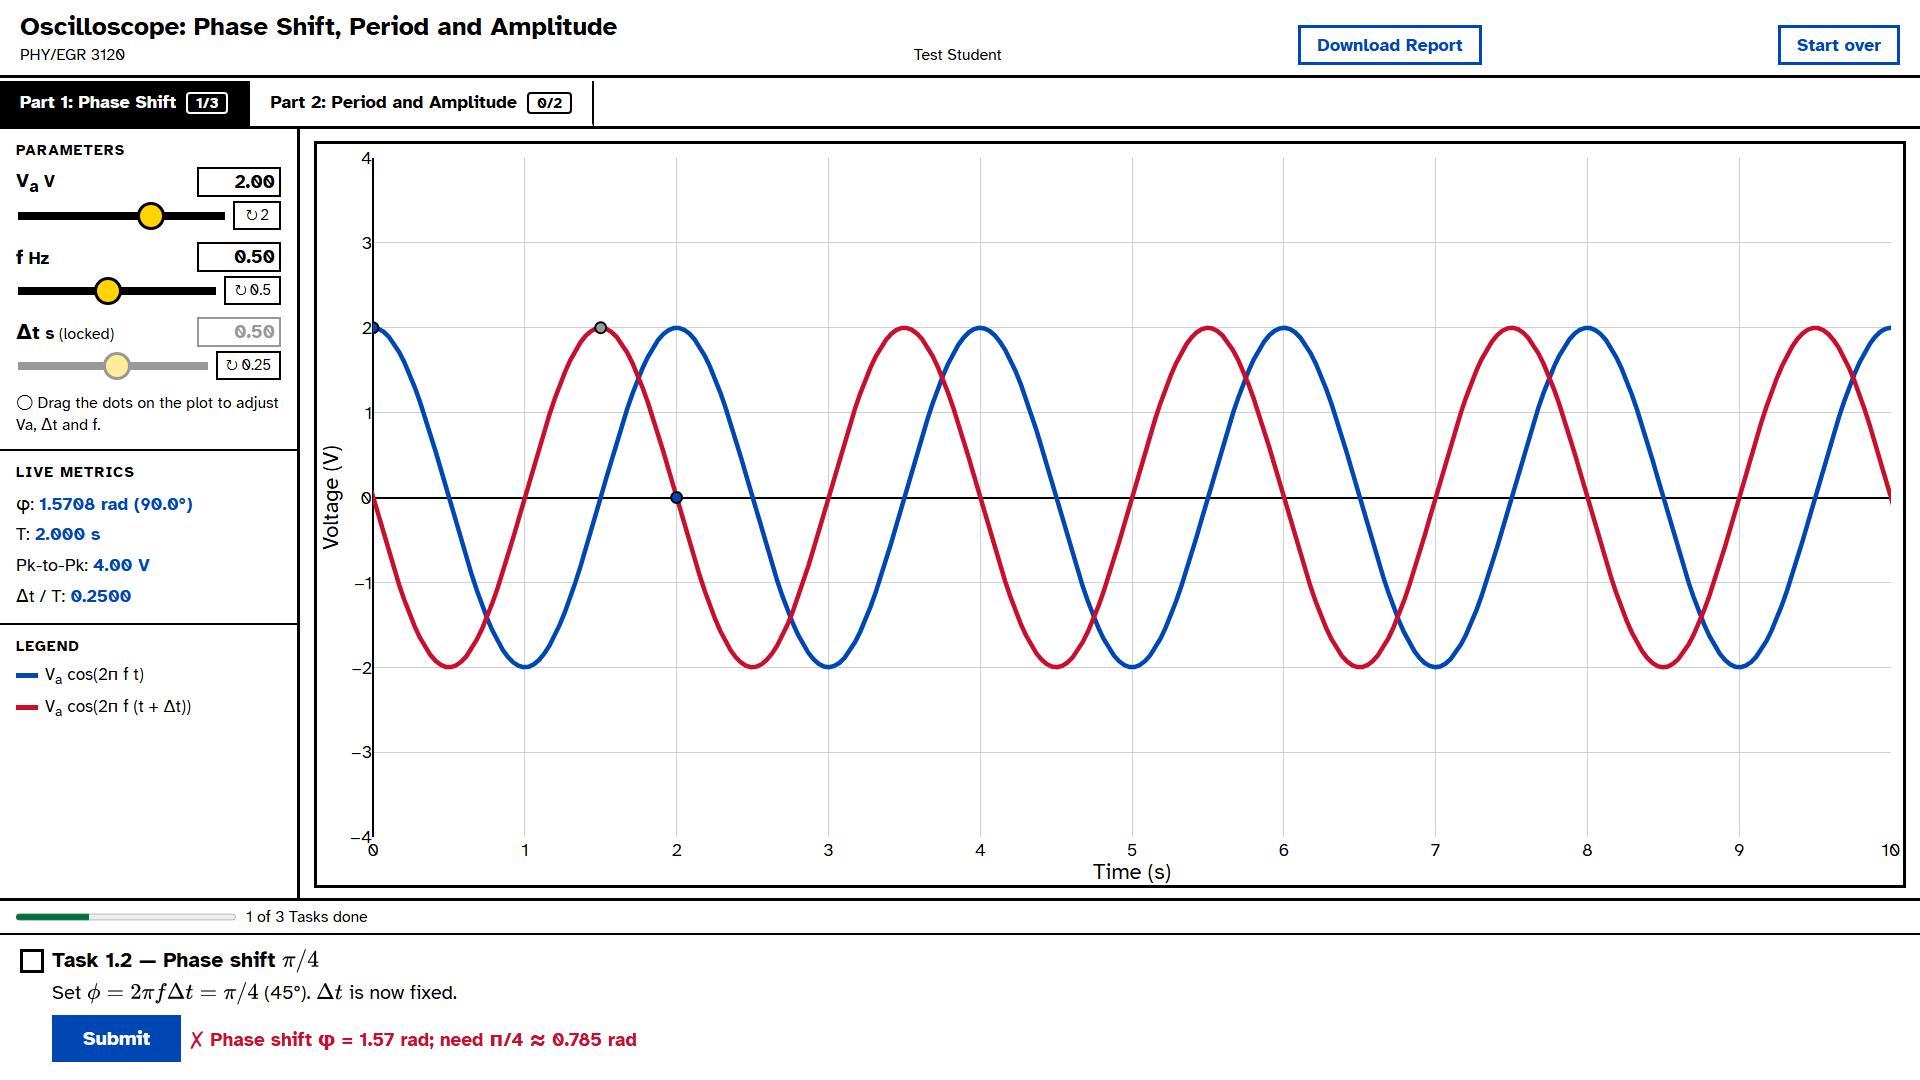 Oscilloscope: Phase Shift, Period and Amplitude
PHY/EGR 3120
Test Student
Download Report
Start over
Part 1: Phase Shift 1/3
Part 2: Period and Amplitude 0/2
PARAMETERS
Va V 2.00
↻2
f Hz 0.50
↻0.5
Δt s (locked) 0.50
↻0.25
◯ Drag the dots on the plot to adjust
Va, Δt and f.
LIVE METRICS
φ: 1.5708 rad (90.0°)
T: 2.000 s
Pk-to-Pk: 4.00 V
Δt / T: 0.2500
LEGEND
Va cos(2π f t)
Va cos(2π f (t + Δt))
Voltage (V)
4
3
2
1
0
−1
−2
−3
−4
0 1 2 3 4 5 6 7 8 9 10
Time (s)
1 of 3 Tasks done
Task 1.2 — Phase shift π/4
Set ϕ = 2πfΔt = π/4 (45°). Δt is now fixed.
Submit
✗ Phase shift φ = 1.57 rad; need π/4 ≈ 0.785 rad